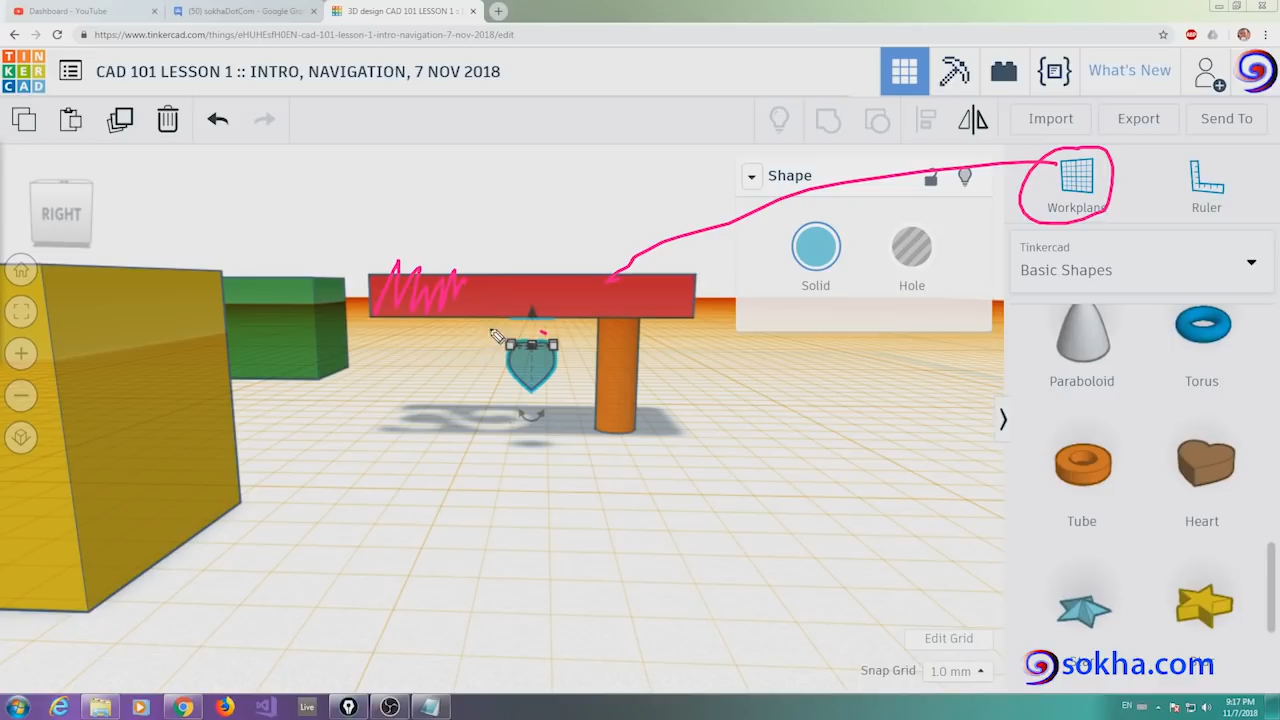 Dashboard - YouTube
(50) sokhaDotCom - Google Gro
3D design CAD 101 LESSON 1 ::
https://www.tinkercad.com/things/eHUHEsfH0EN-cad-101-lesson-1-intro-navigation-7-nov-2018/edit
TIN
KER
CAD
CAD 101 LESSON 1 :: INTRO, NAVIGATION, 7 NOV 2018
What's New
Import
Export
Send To
RIGHT
Shape
Solid
Hole
Workplane
Ruler
Tinkercad
Basic Shapes
Paraboloid
Torus
Tube
Heart
Edit Grid
Snap Grid
1.0 mm
sokha.com
Live
EN
9:17 PM
11/7/2018